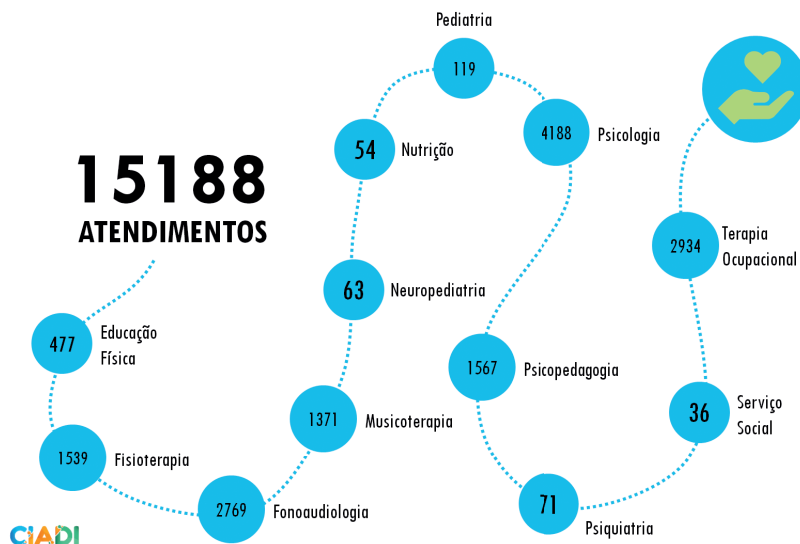 15188
ATENDIMENTOS
477
Educação
Física
1539
Fisioterapia
2769
Fonoaudiologia
1371
Musicoterapia
63
Neuropediatria
54
Nutrição
Pediatria
119
4188
Psicologia
1567
Psicopedagogia
71
Psiquiatria
36
Serviço
Social
2934
Terapia
Ocupacional
CiADI